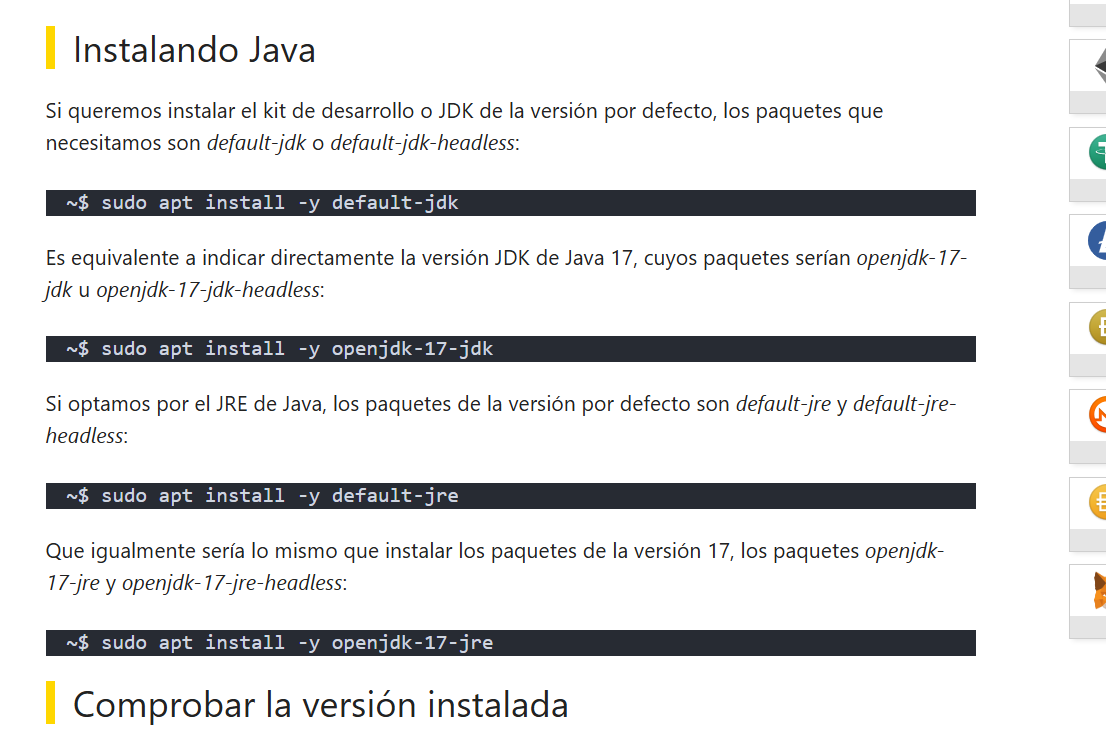 Instalando Java
Si queremos instalar el kit de desarrollo o JDK de la versión por defecto, los paquetes que
necesitamos son default-jdk o default-jdk-headless:
~$ sudo apt install -y default-jdk
Es equivalente a indicar directamente la versión JDK de Java 17, cuyos paquetes serían openjdk-17-
jdk u openjdk-17-jdk-headless:
~$ sudo apt install -y openjdk-17-jdk
Si optamos por el JRE de Java, los paquetes de la versión por defecto son default-jre y default-jre-
headless:
~$ sudo apt install -y default-jre
Que igualmente sería lo mismo que instalar los paquetes de la versión 17, los paquetes openjdk-
17-jre y openjdk-17-jre-headless:
~$ sudo apt install -y openjdk-17-jre
Comprobar la versión instalada